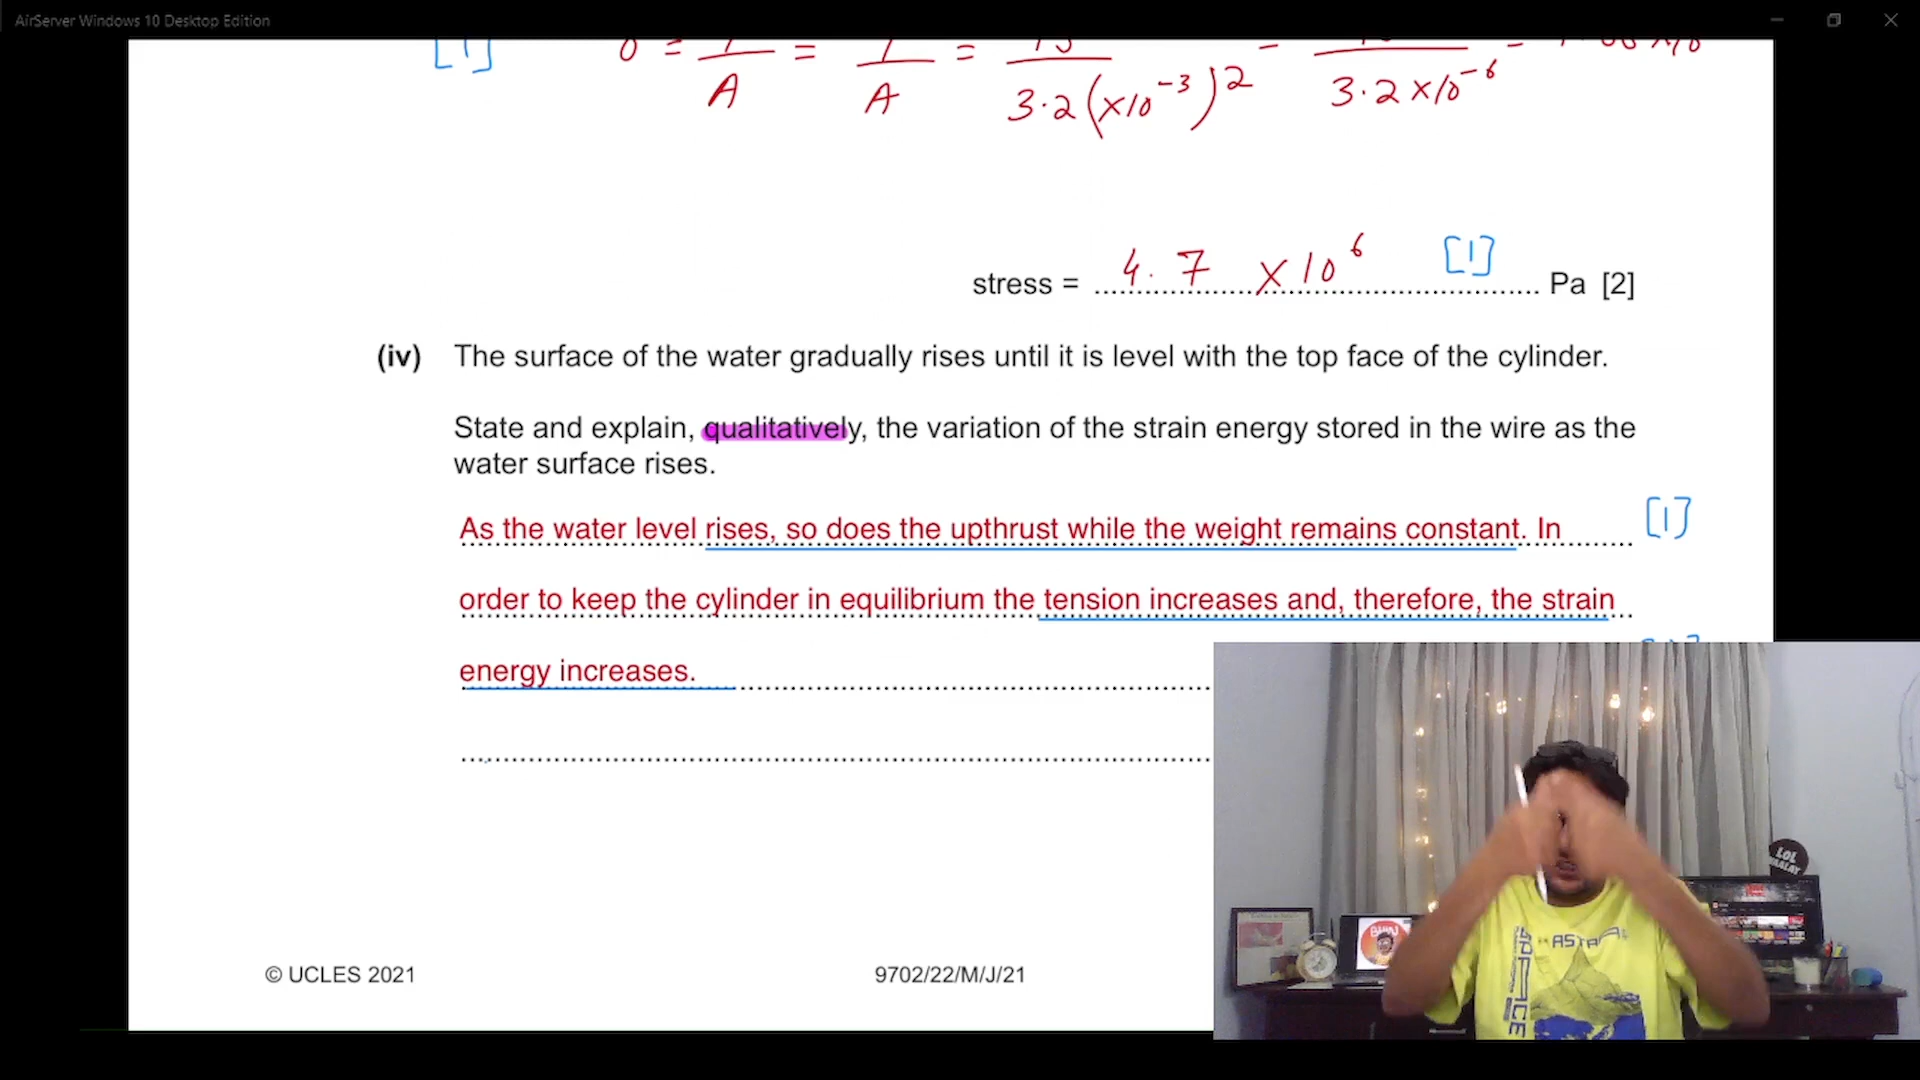 AirServer Windows 10 Desktop Edition
[1]
A = A = 3.2(×10⁻³)² 3.2×10⁻⁶
stress = 4.7 ×10⁶ [1] Pa [2]
(iv) The surface of the water gradually rises until it is level with the top face of the cylinder.
State and explain, qualitatively, the variation of the strain energy stored in the wire as the
water surface rises.
As the water level rises, so does the upthrust while the weight remains constant. In [1]
order to keep the cylinder in equilibrium the tension increases and, therefore, the strain
energy increases.
© UCLES 2021
9702/22/M/J/21
LOL
SPACE